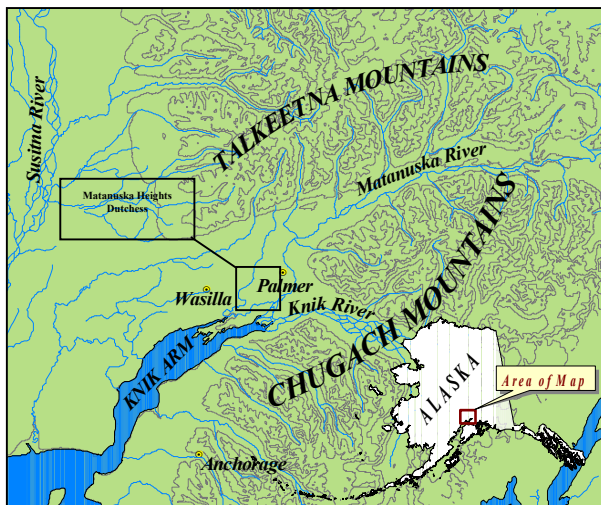 TALKEETNA MOUNTAINS
Susitna River
Matanuska River
Matanuska Heights
Dutchess
Palmer
Wasilla
Knik River
CHUGACH MOUNTAINS
KNIK ARM
ALASKA
Area of Map
Anchorage